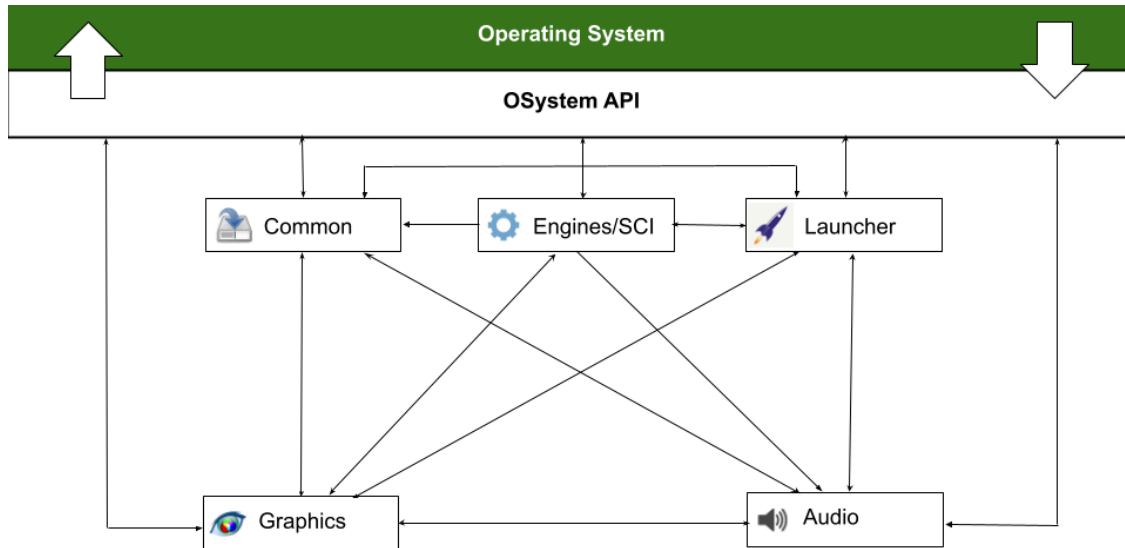 Operating System
OSystem API
Common
Engines/SCI
Launcher
Graphics
Audio